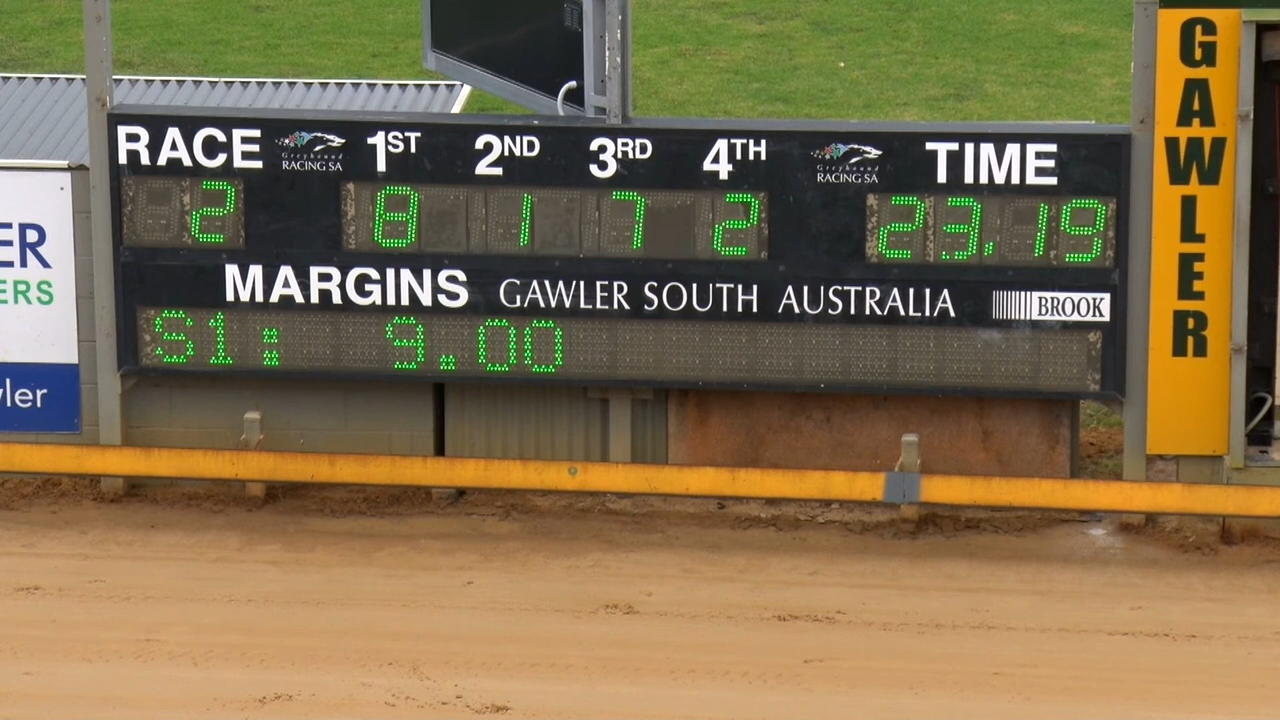 RACE Greyhound RACING SA 1ST 2ND 3RD 4TH Greyhound RACING SA TIME
2 8 1 7 2 23.19
MARGINS GAWLER SOUTH AUSTRALIA BROOK
S1: 9.00
GAWLER
ER
ERS
ler